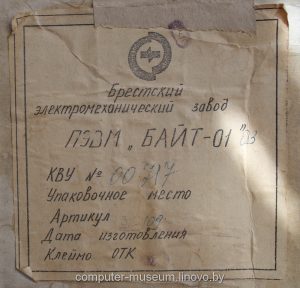 Брестский
электромеханический завод
ПЭВМ „БАЙТ-01"
КВУ № 00717
Упаковочное место
Артикул
Дата изготовления
Клеймо ОТК
computer-museum.linovo.by